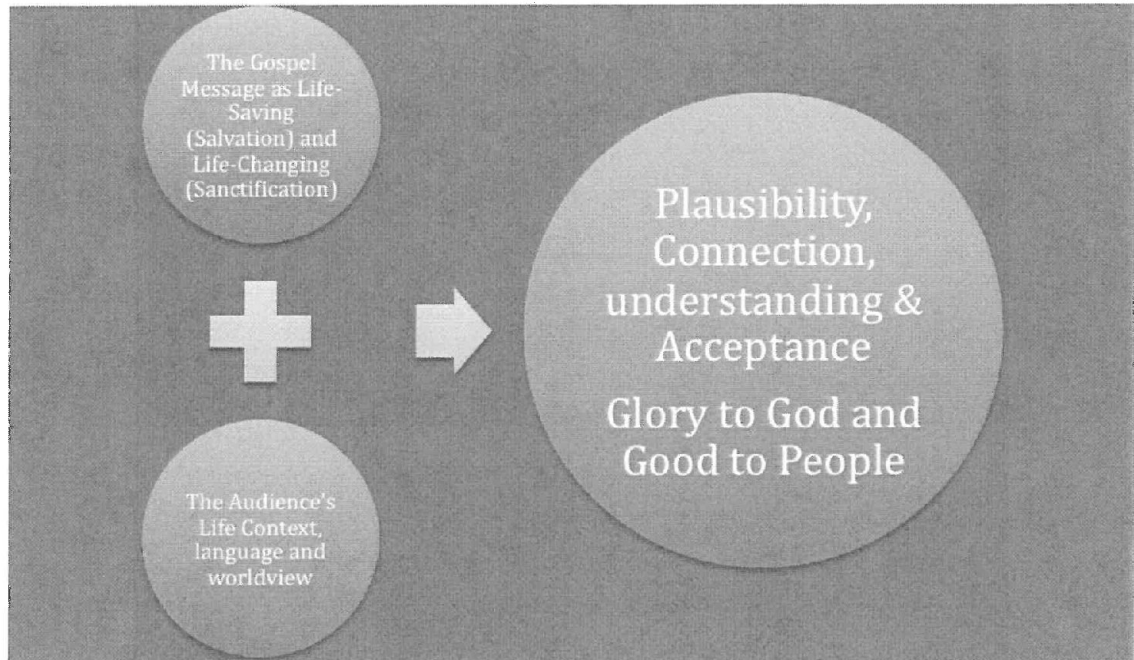 The Gospel
Message as Life-
Saving
(Salvation) and
Life-Changing
(Sanctification)
The Audience's
Life Context,
language and
worldview
Plausibility,
Connection,
understanding &
Acceptance
Glory to God and
Good to People